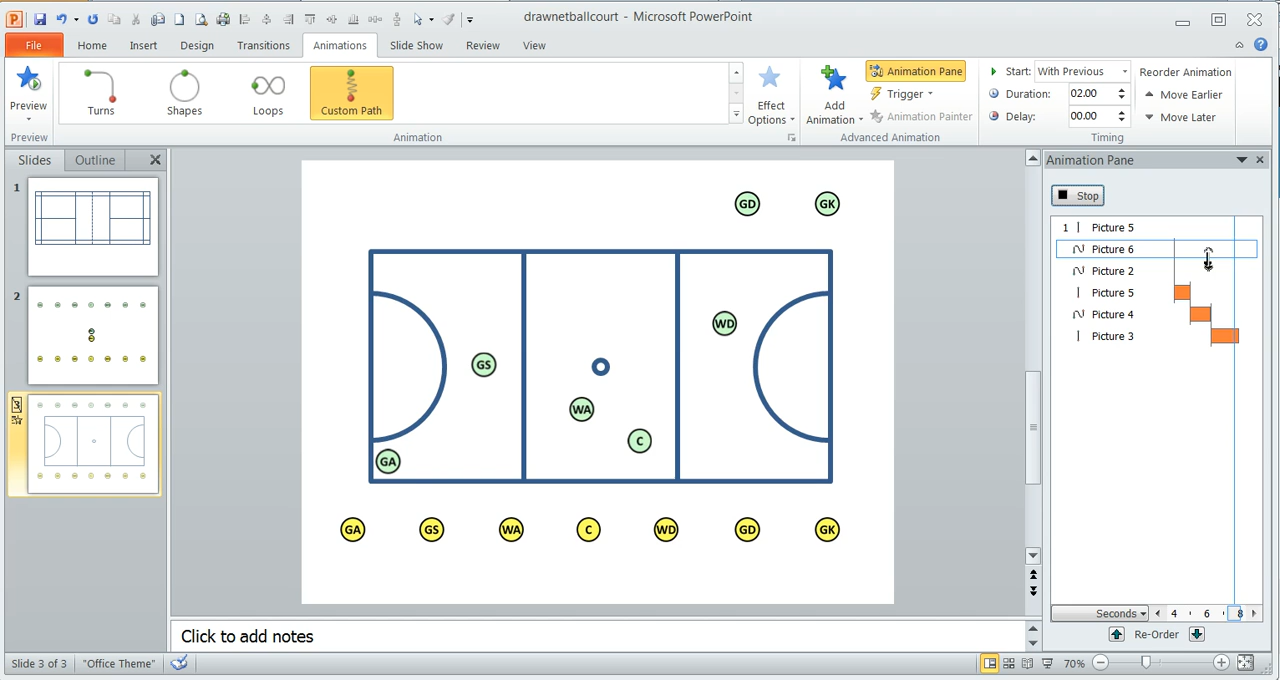 drawnetballcourt - Microsoft PowerPoint
File Home Insert Design Transitions Animations Slide Show Review View
Preview
Turns Shapes Loops Custom Path
Effect Options
Add Animation
Animation Pane
Trigger
Animation Painter
Start: With Previous
Duration: 02.00
Delay: 00.00
Reorder Animation
Move Earlier
Move Later
Preview Animation Advanced Animation Timing
Slides Outline
Animation Pane
Stop
1
2
3
GD GK
WD
GS
WA
C
GA
GA GS WA C WD GD GK
1 Picture 5
Picture 6
Picture 2
Picture 5
Picture 4
Picture 3
Seconds 4 6 8
Re-Order
Click to add notes
Slide 3 of 3 "Office Theme" 70%